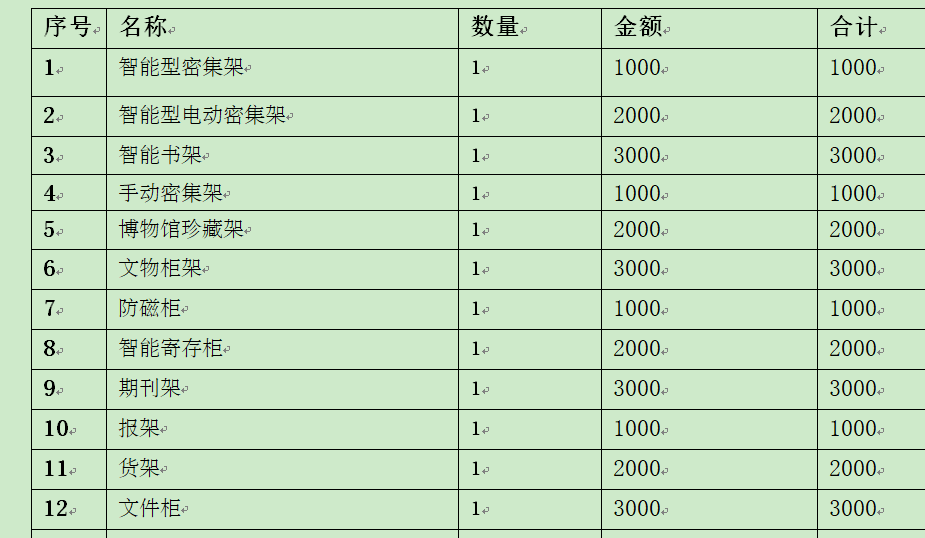 序号 名称 数量 金额 合计
1 智能型密集架 1 1000 1000
2 智能型电动密集架 1 2000 2000
3 智能书架 1 3000 3000
4 手动密集架 1 1000 1000
5 博物馆珍藏架 1 2000 2000
6 文物柜架 1 3000 3000
7 防磁柜 1 1000 1000
8 智能寄存柜 1 2000 2000
9 期刊架 1 3000 3000
10 报架 1 1000 1000
11 货架 1 2000 2000
12 文件柜 1 3000 3000